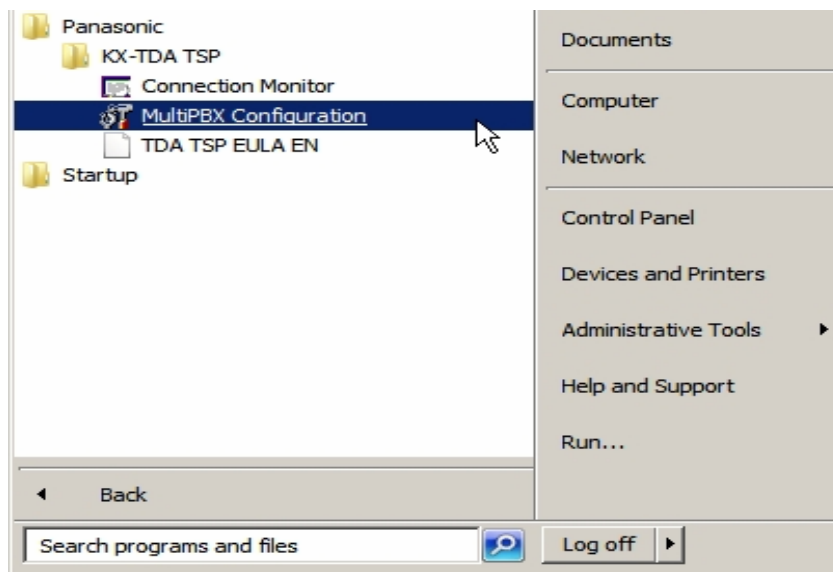 Panasonic
KX-TDA TSP
Connection Monitor
MultiPBX Configuration
TDA TSP EULA EN
Startup
Back
Search programs and files
Documents
Computer
Network
Control Panel
Devices and Printers
Administrative Tools
Help and Support
Run...
Log off